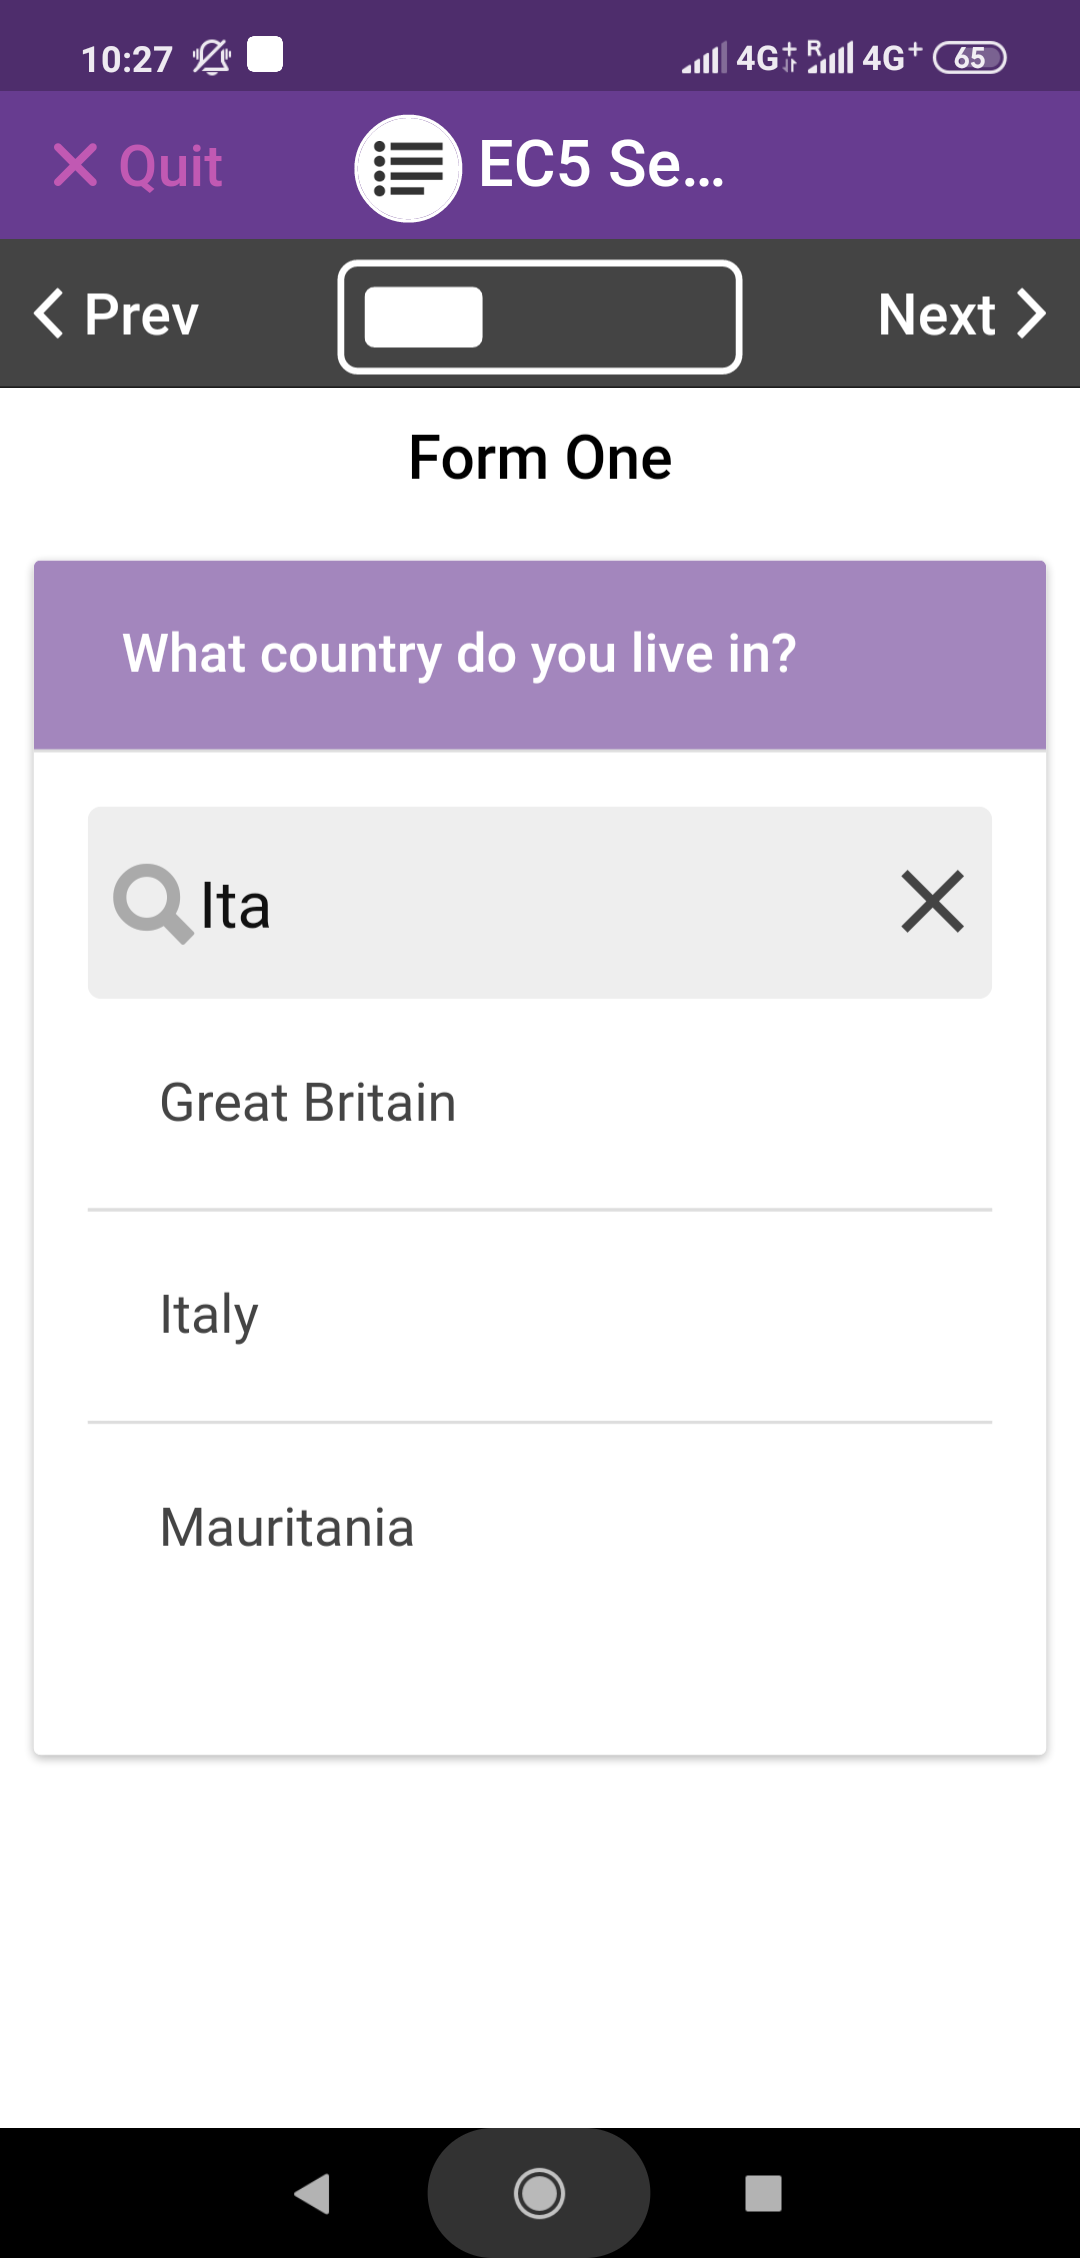 10:27 4G+ R 4G+ 65
Quit EC5 Se...
Prev Next
Form One
What country do you live in?
Ita
Great Britain
Italy
Mauritania